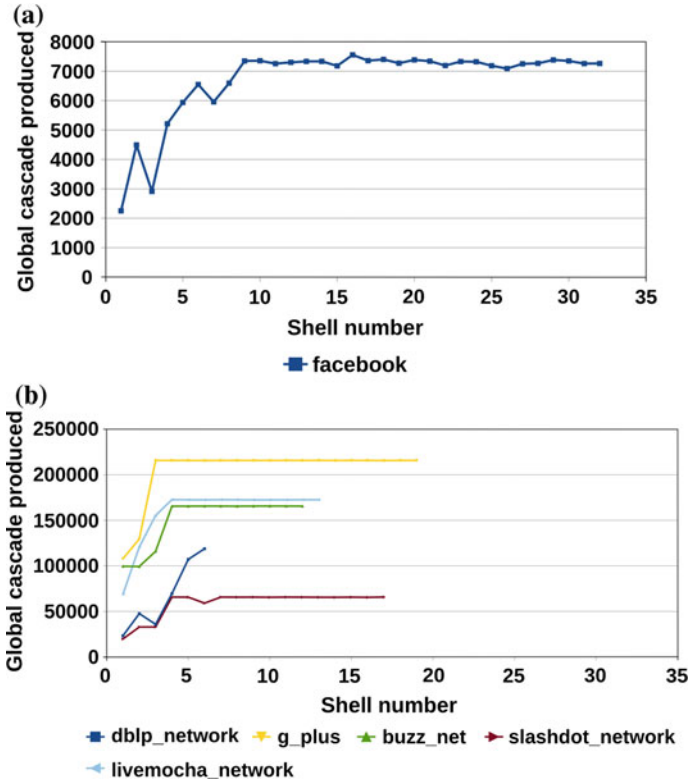 (a)
Global cascade produced
8000
7000
6000
5000
4000
3000
2000
1000
0
0 5 10 15 20 25 30 35
Shell number
facebook
(b)
Global cascade produced
250000
200000
150000
100000
50000
0
0 5 10 15 20 25 30 35
Shell number
dblp_network g_plus buzz_net slashdot_network
livemocha_network